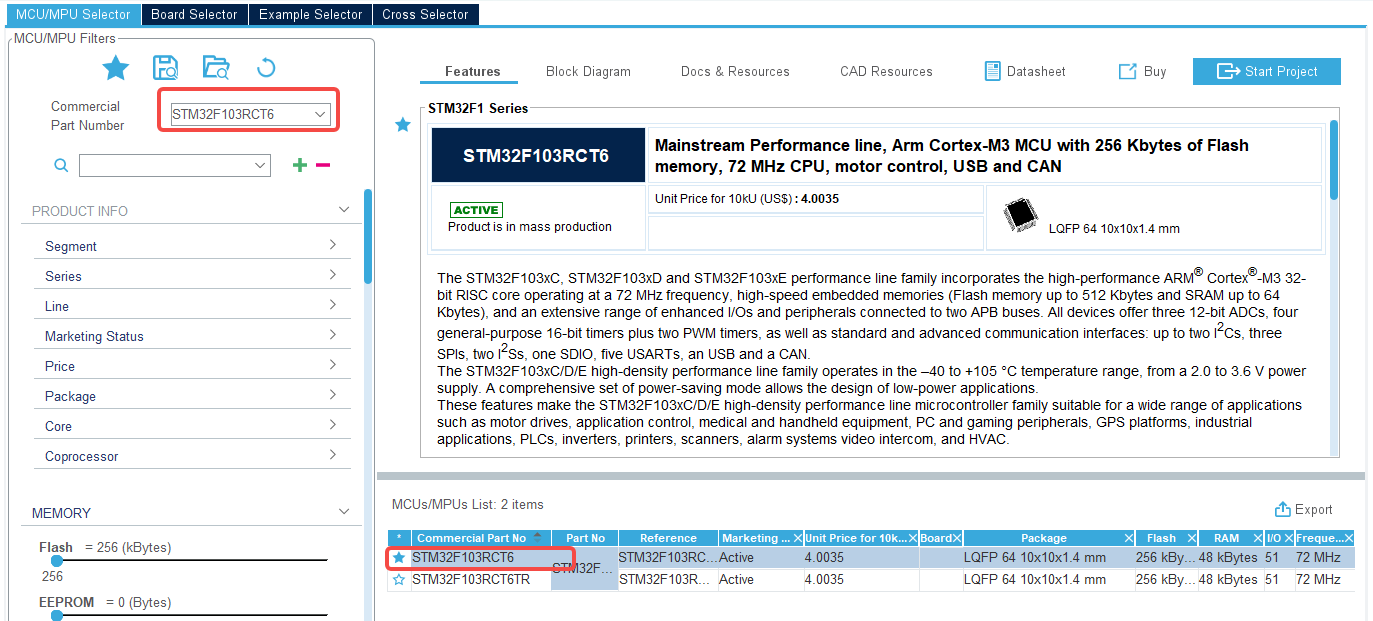 MCU/MPU Selector Board Selector Example Selector Cross Selector
MCU/MPU Filters
Commercial
Part Number
STM32F103RCT6
PRODUCT INFO
Segment
Series
Line
Marketing Status
Price
Package
Core
Coprocessor
MEMORY
Flash = 256 (kBytes)
256
EEPROM = 0 (Bytes)
Features Block Diagram Docs & Resources CAD Resources Datasheet Buy Start Project
STM32F1 Series
STM32F103RCT6
Mainstream Performance line, Arm Cortex-M3 MCU with 256 Kbytes of Flash
memory, 72 MHz CPU, motor control, USB and CAN
ACTIVE
Product is in mass production
Unit Price for 10kU (US$) : 4.0035
LQFP 64 10x10x1.4 mm
The STM32F103xC, STM32F103xD and STM32F103xE performance line family incorporates the high-performance ARM® Cortex®-M3 32-
bit RISC core operating at a 72 MHz frequency, high-speed embedded memories (Flash memory up to 512 Kbytes and SRAM up to 64
Kbytes), and an extensive range of enhanced I/Os and peripherals connected to two APB buses. All devices offer three 12-bit ADCs, four
general-purpose 16-bit timers plus two PWM timers, as well as standard and advanced communication interfaces: up to two I²Cs, three
SPIs, two I²Ss, one SDIO, five USARTs, an USB and a CAN.
The STM32F103xC/D/E high-density performance line family operates in the –40 to +105 °C temperature range, from a 2.0 to 3.6 V power
supply. A comprehensive set of power-saving mode allows the design of low-power applications.
These features make the STM32F103xC/D/E high-density performance line microcontroller family suitable for a wide range of applications
such as motor drives, application control, medical and handheld equipment, PC and gaming peripherals, GPS platforms, industrial
applications, PLCs, inverters, printers, scanners, alarm systems video intercom, and HVAC.
MCUs/MPUs List: 2 items
Export
* Commercial Part No Part No Reference Marketing ... Unit Price for 10k... Board Package Flash RAM I/O Freque...
STM32F103RCT6 STM32F... STM32F103RC... Active 4.0035 LQFP 64 10x10x1.4 mm 256 kBy... 48 kBytes 51 72 MHz
STM32F103RCT6TR STM32F103R... Active 4.0035 LQFP 64 10x10x1.4 mm 256 kBy... 48 kBytes 51 72 MHz